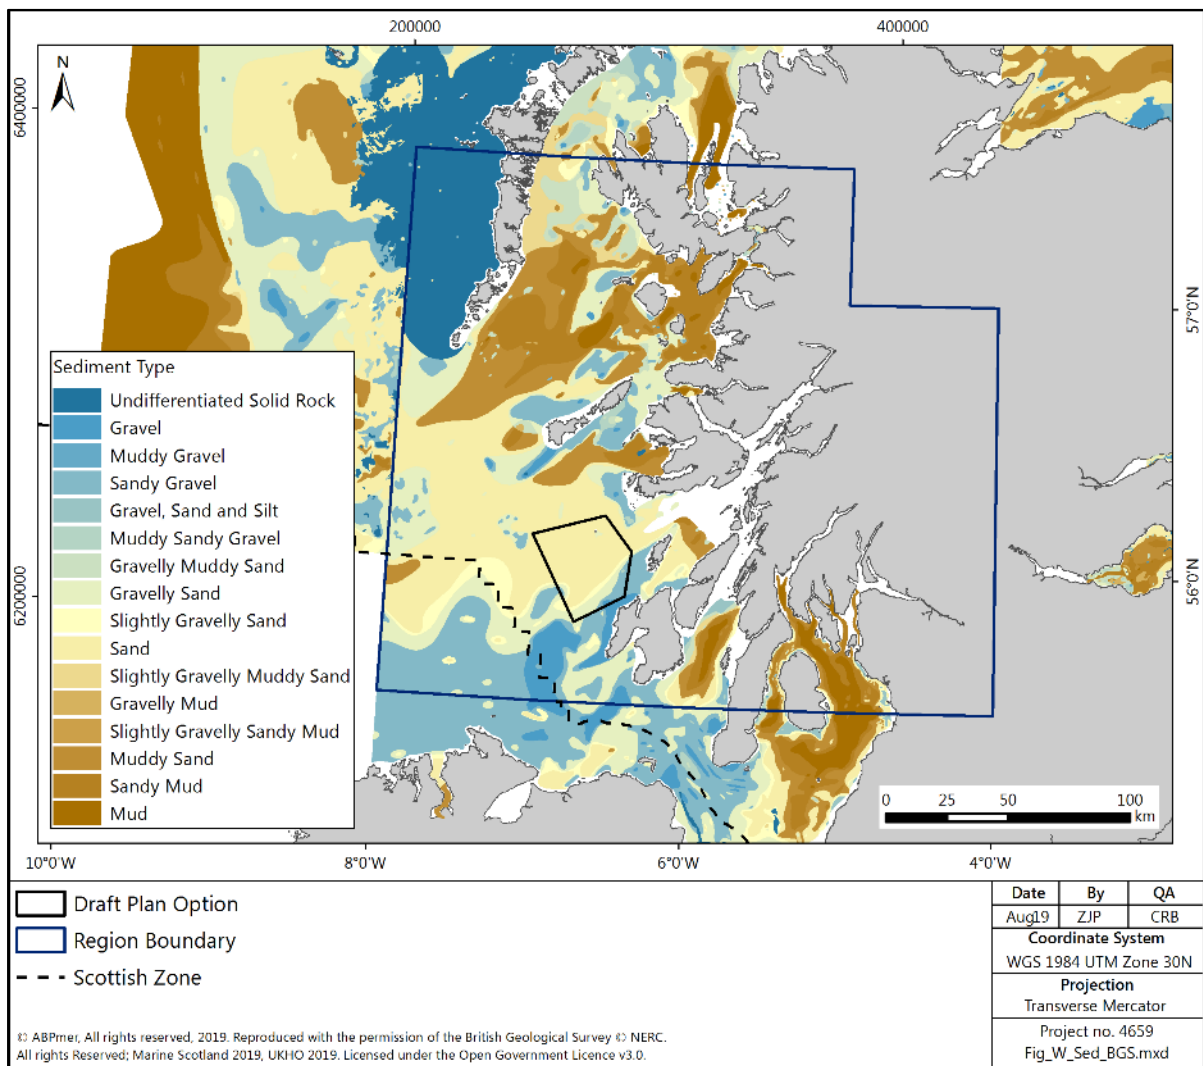 200000
400000
N
6400000
6200000
57°0'N
56°0'N
Sediment Type
Undifferentiated Solid Rock
Gravel
Muddy Gravel
Sandy Gravel
Gravel, Sand and Silt
Muddy Sandy Gravel
Gravelly Muddy Sand
Gravelly Sand
Slightly Gravelly Sand
Sand
Slightly Gravelly Muddy Sand
Gravelly Mud
Slightly Gravelly Sandy Mud
Muddy Sand
Sandy Mud
Mud
0 25 50 100
km
10°0'W 8°0'W 6°0'W 4°0'W
Draft Plan Option
Region Boundary
Scottish Zone
Date By QA
Aug19 ZJP CRB
Coordinate System
WGS 1984 UTM Zone 30N
Projection
Transverse Mercator
Project no. 4659
Fig_W_Sed_BGS.mxd
© ABPmer, All rights reserved, 2019. Reproduced with the permission of the British Geological Survey © NERC.
All rights Reserved; Marine Scotland 2019, UKHO 2019. Licensed under the Open Government Licence v3.0.